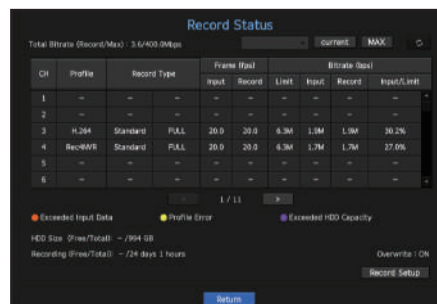 Record Status
Total Bitrate (Record/Max) : 3.6/400.0Mbps current MAX
CH Profile Record Type Frame (fps) Bitrate (bps)
Input Record Limit Input Record Input/Limit
1 - - - - - - - - -
2 - - - - - - - - -
3 H.264 Standard FULL 20.0 20.0 6.3M 1.9M 1.9M 30.2%
4 Rec4NVR Standard FULL 20.0 20.0 6.3M 1.7M 1.7M 27.0%
5 - - - - - - - - -
6 - - - - - - - - -
1 / 11 >
Exceeded Input Data Profile Error Exceeded HDD Capacity
HDD Size (Free/Total): - /994 GB
Recording (Free/Total): - /24 days 1 hours Overwrite : ON
Record Setup
Return